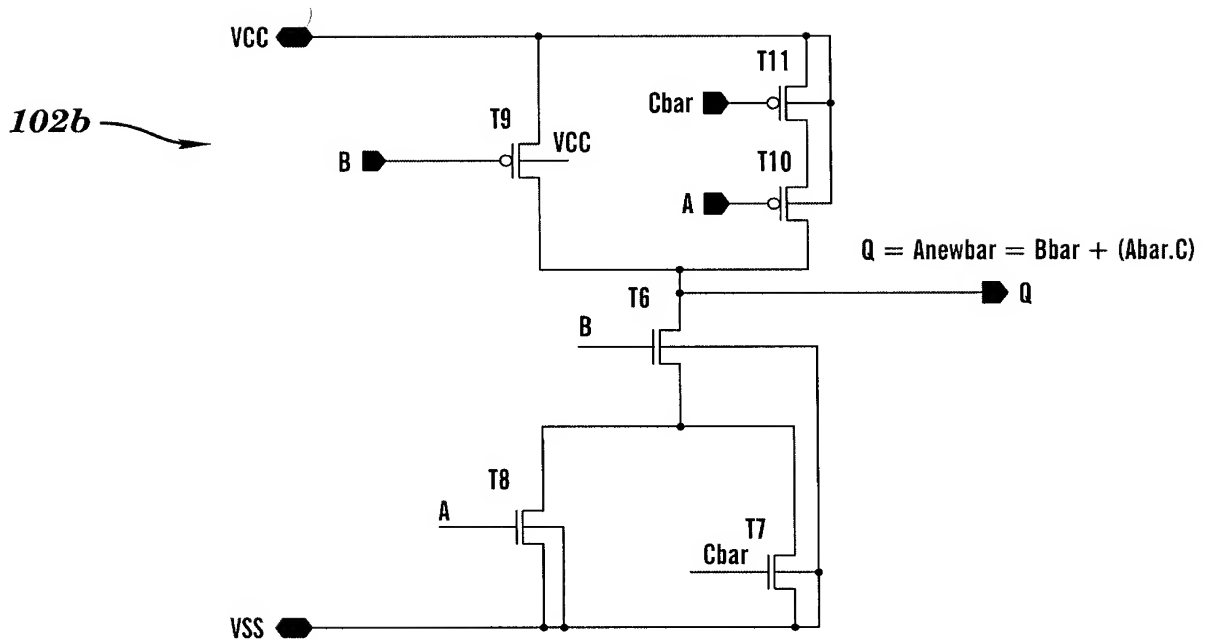 VCC
T11
Cbar
102b
T9
VCC
B
T10
A
Q = Anewbar = Bbar + (Abar.C)
T6
Q
B
T8
A
T7
Cbar
VSS